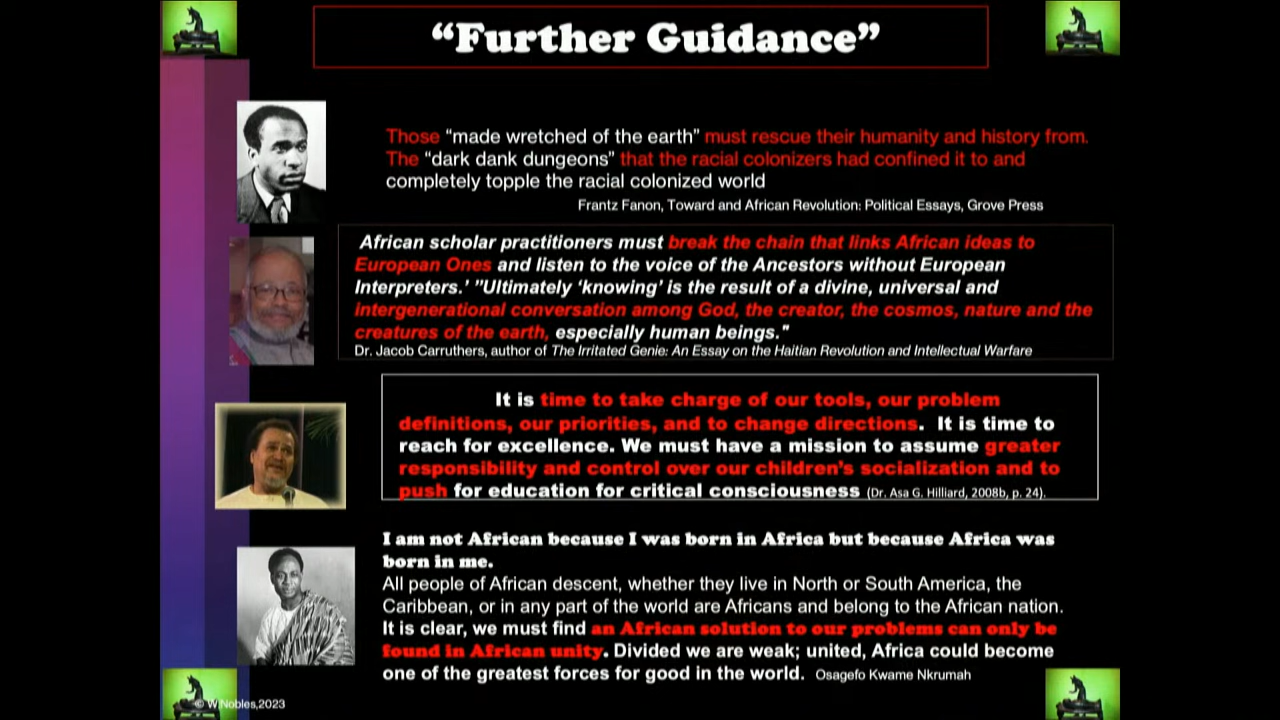 “Further Guidance”
Those “made wretched of the earth” must rescue their humanity and history from.
The “dark dank dungeons” that the racial colonizers had confined it to and
completely topple the racial colonized world
Frantz Fanon, Toward and African Revolution: Political Essays, Grove Press
African scholar practitioners must break the chain that links African ideas to
European Ones and listen to the voice of the Ancestors without European
Interpreters.’ ”Ultimately ‘knowing’ is the result of a divine, universal and
intergenerational conversation among God, the creator, the cosmos, nature and the
creatures of the earth, especially human beings."
Dr. Jacob Carruthers, author of The Irritated Genie: An Essay on the Haitian Revolution and Intellectual Warfare
It is time to take charge of our tools, our problem
definitions, our priorities, and to change directions. It is time to
reach for excellence. We must have a mission to assume greater
responsibility and control over our children’s socialization and to
push for education for critical consciousness (Dr. Asa G. Hilliard, 2008b, p. 24).
I am not African because I was born in Africa but because Africa was
born in me.
All people of African descent, whether they live in North or South America, the
Caribbean, or in any part of the world are Africans and belong to the African nation.
It is clear, we must find an African solution to our problems can only be
found in African unity. Divided we are weak; united, Africa could become
one of the greatest forces for good in the world. Osagefo Kwame Nkrumah
© W.Nobles,2023